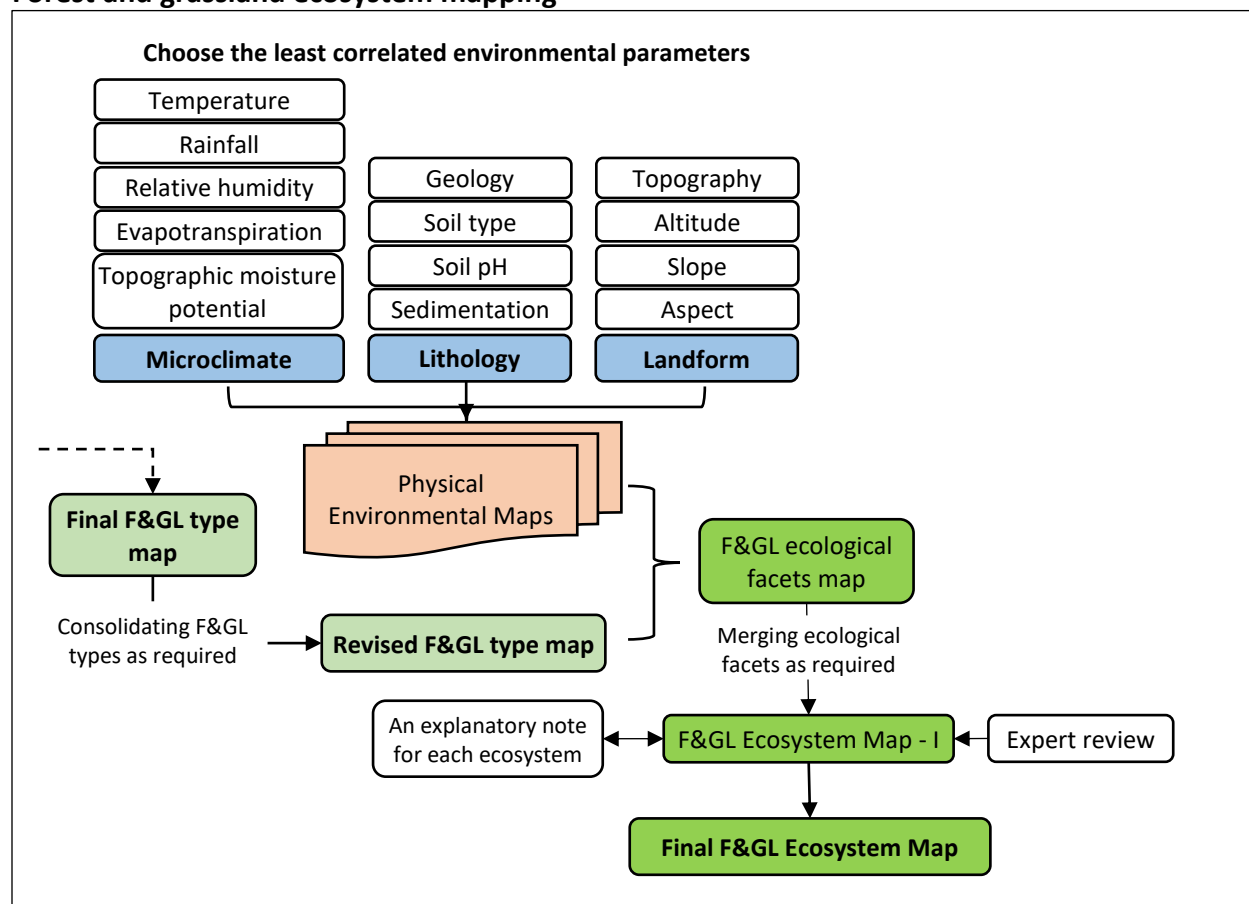 Forest and grassland ecosystem mapping
Choose the least correlated environmental parameters
Temperature
Rainfall
Relative humidity
Evapotranspiration
Topographic moisture
potential
Microclimate
Geology
Soil type
Soil pH
Sedimentation
Lithology
Topography
Altitude
Slope
Aspect
Landform
Physical
Environmental Maps
Final F&GL type
map
Consolidating F&GL
types as required
Revised F&GL type map
F&GL ecological
facets map
Merging ecological
facets as required
An explanatory note
for each ecosystem
F&GL Ecosystem Map - I
Expert review
Final F&GL Ecosystem Map